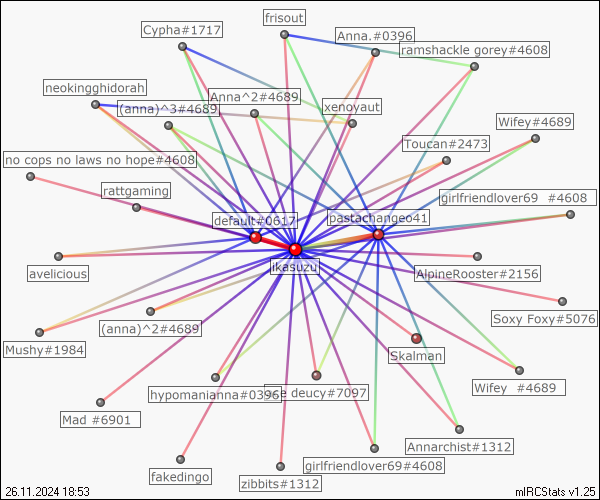 frisout
Cypha#1717
Anna.#0396
ramshackle gorey#4608
neokingghidorah
Anna^2#4689
(anna)^3#4689
xenoyaut
Wifey#4689
Toucan#2473
no cops no laws no hope#4608
rattgaming
girlfriendlover69 #4608
default#0617
pastachangeo41
ikasuzu
avelicious
AlpineRooster#2156
Soxy Foxy#5076
(anna)^2#4689
Mushy#1984
Skalman
hypomanianna#0396
deucy#7097
Wifey #4689
Mad #6901
Annarchist#1312
girlfriendlover69#4608
fakedingo
zibbits#1312
26.11.2024 18:53
mIRCStats v1.25